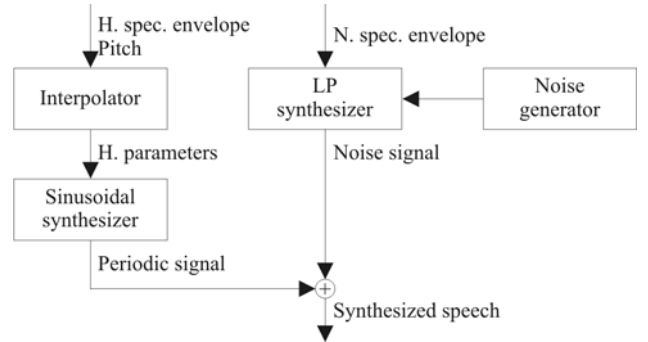 H. spec. envelope
Pitch
N. spec. envelope
Interpolator
LP
synthesizer
Noise
generator
H. parameters
Noise signal
Sinusoidal
synthesizer
Periodic signal
+
Synthesized speech